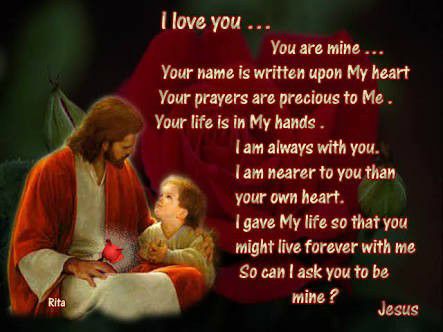 I love you ...
You are mine ...
Your name is written upon My heart
Your prayers are precious to Me .
Your life is in My hands .
I am always with you.
I am nearer to you than
your own heart.
I gave My life so that you
might live forever with me
So can I ask you to be
mine ?
Rita
Jesus